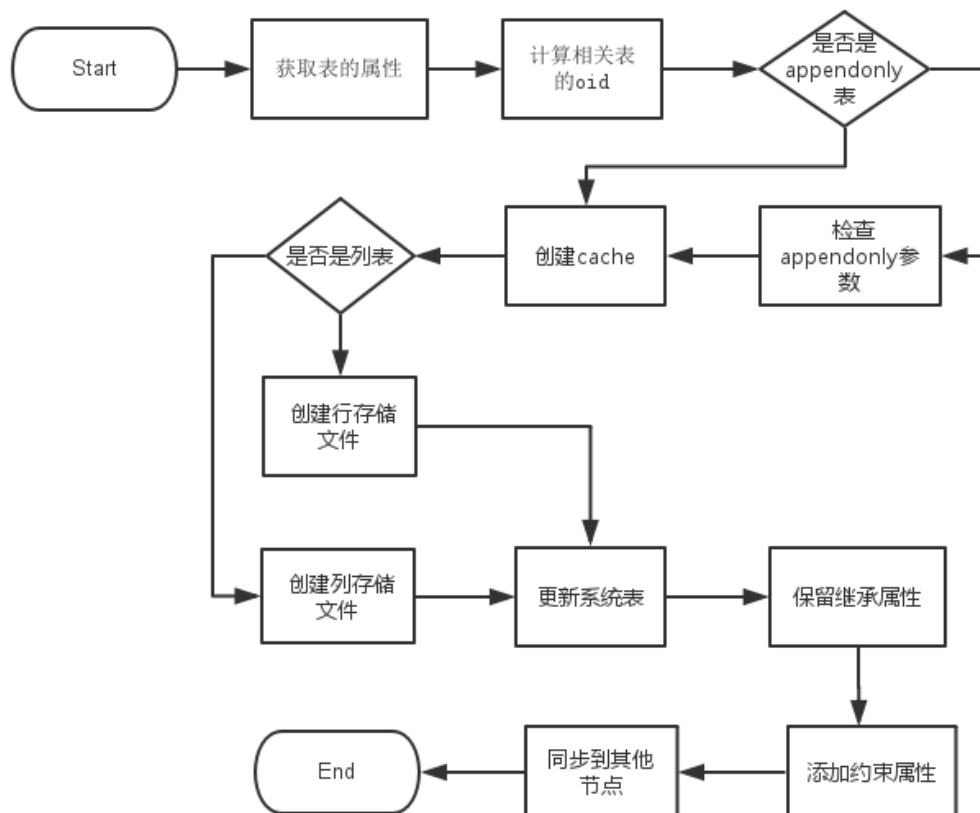 Start
获取表的属性
计算相关表
的oid
是否是
appendonly
表
是否是列表
创建cache
检查
appendonly参
数
创建行存储
文件
创建列存储
文件
更新系统表
保留继承属性
End
同步到其他
节点
添加约束属性